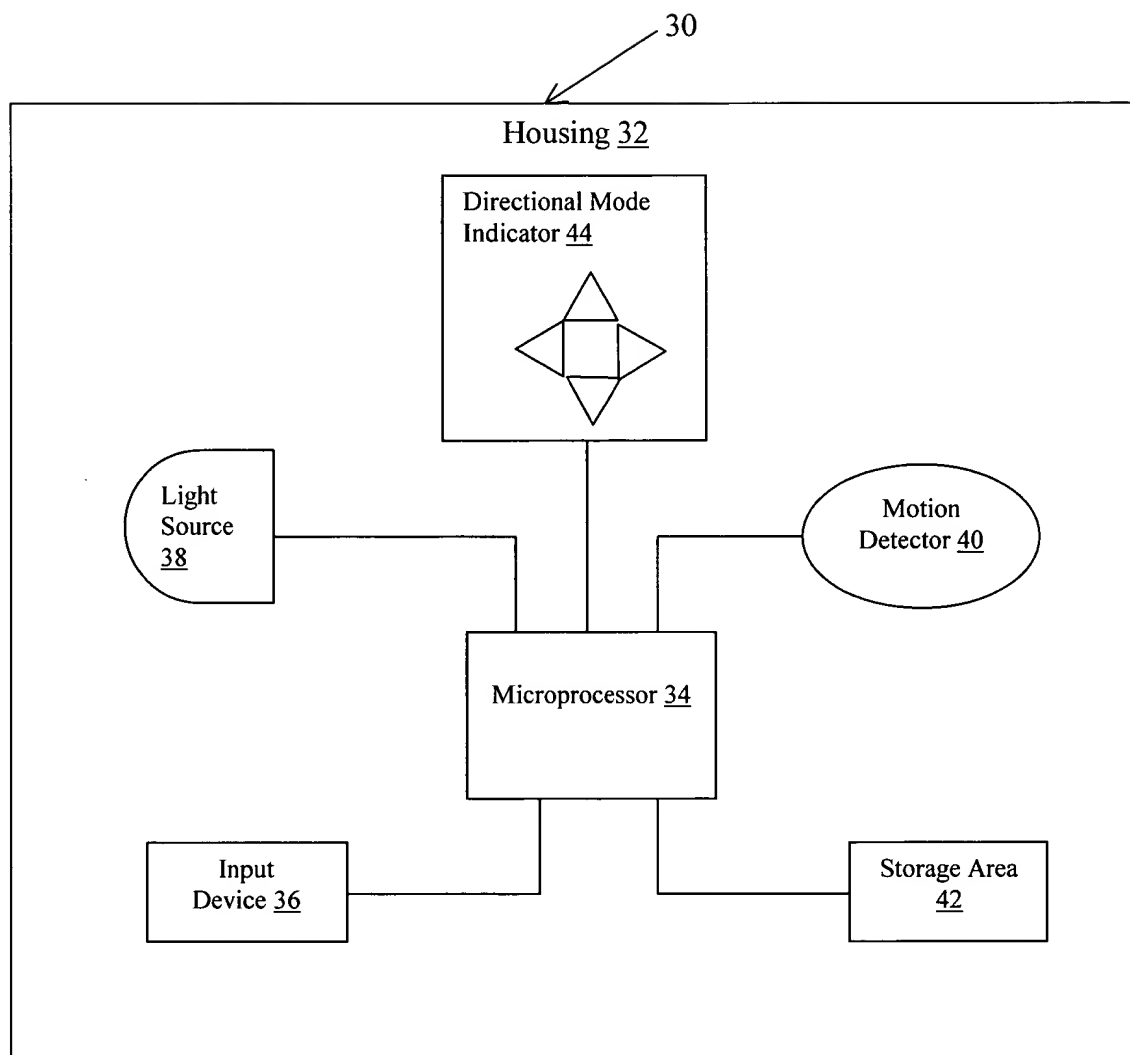 30
Housing 32
Directional Mode
Indicator 44
Light
Source
38
Motion
Detector 40
Microprocessor 34
Input
Device 36
Storage Area
42